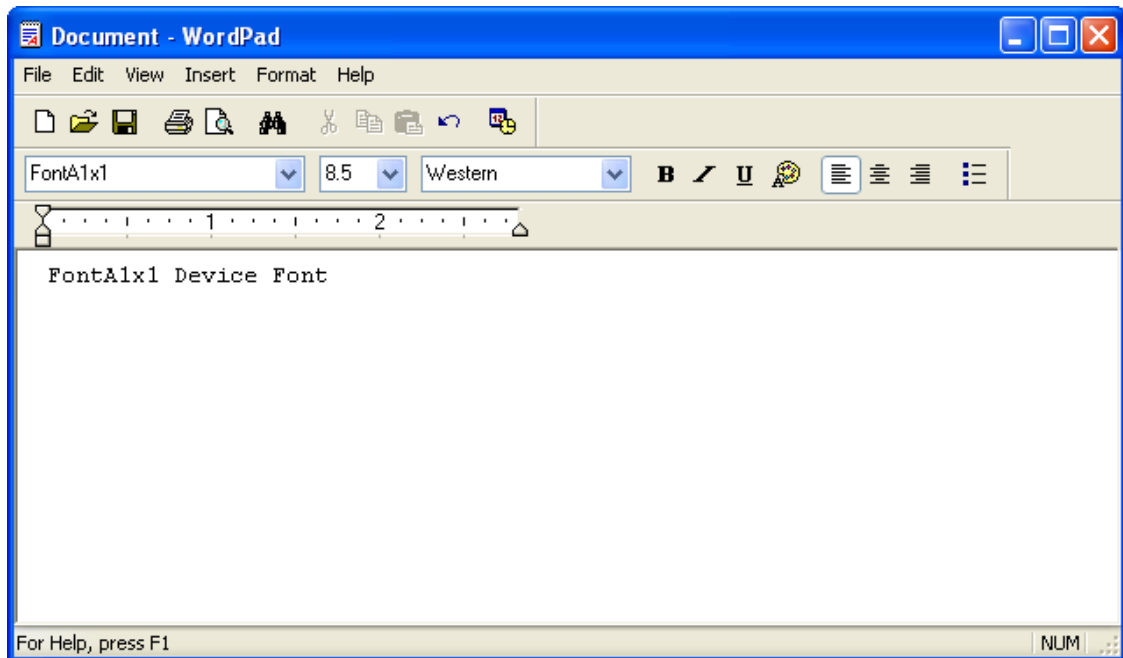 Document - WordPad
File Edit View Insert Format Help
FontA1x1 8.5 Western B I U
1 2
FontA1x1 Device Font
For Help, press F1 NUM